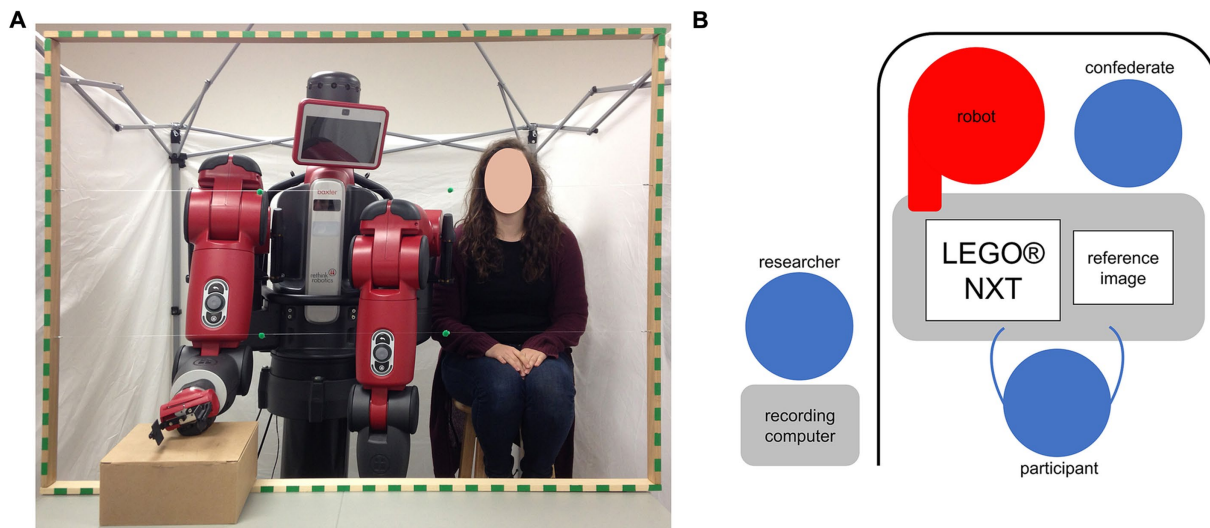 A
baxter
rethink
robotics
B
robot
confederate
LEGO®
NXT
reference
image
researcher
recording
computer
participant